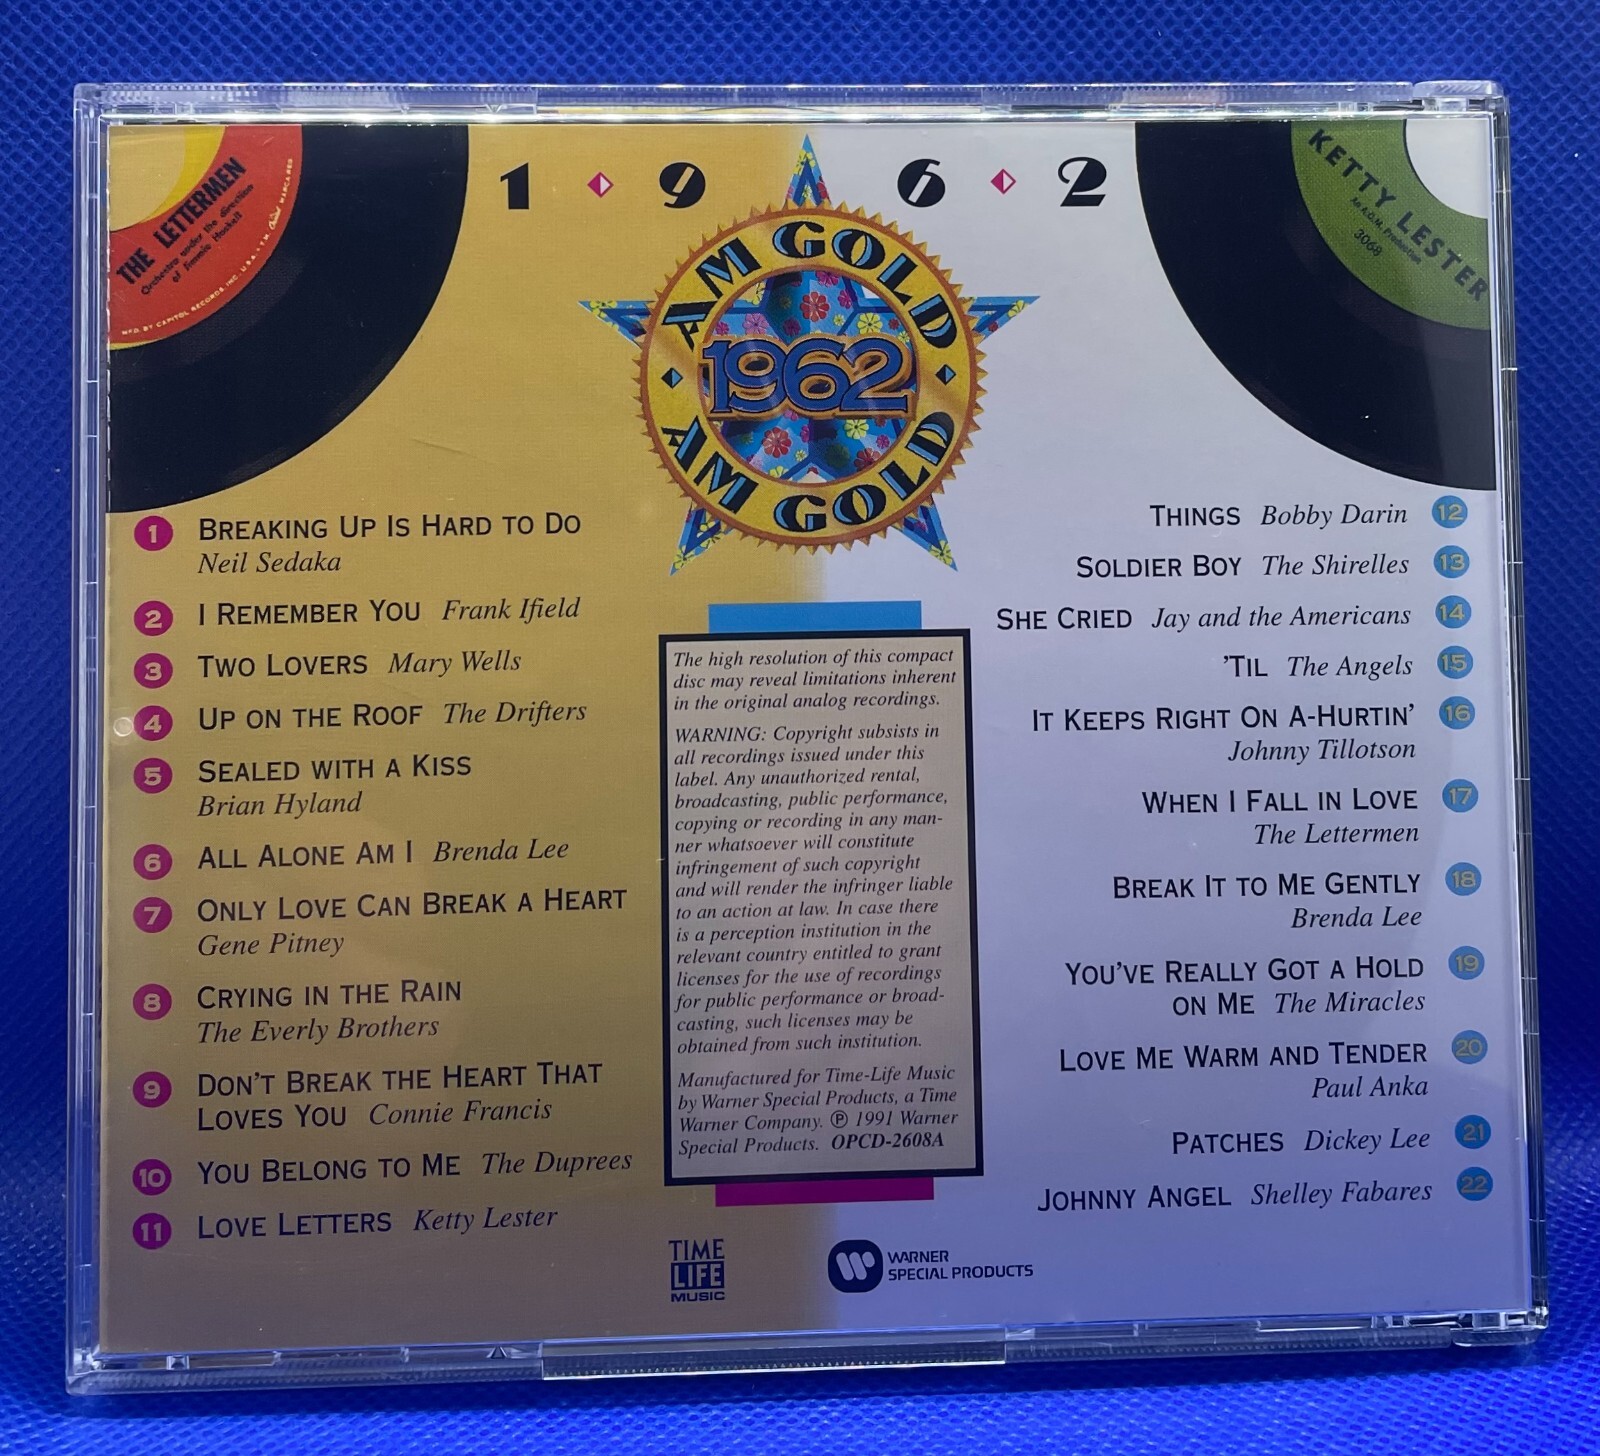 THE LETTERMEN
Orchestra under the direction
of Jimmie Haskell
MFD. BY CAPITOL RECORDS, INC. U.S.A.
1 9 6 2
KETTY LESTER
An A.D.M. Production
3068
AM GOLD
1962
AM GOLD
1 BREAKING UP IS HARD TO DO
Neil Sedaka
2 I REMEMBER YOU Frank Ifield
3 TWO LOVERS Mary Wells
4 UP ON THE ROOF The Drifters
5 SEALED WITH A KISS
Brian Hyland
6 ALL ALONE AM I Brenda Lee
7 ONLY LOVE CAN BREAK A HEART
Gene Pitney
8 CRYING IN THE RAIN
The Everly Brothers
9 DON'T BREAK THE HEART THAT
LOVES YOU Connie Francis
10 YOU BELONG TO ME The Duprees
11 LOVE LETTERS Ketty Lester
The high resolution of this compact
disc may reveal limitations inherent
in the original analog recordings.
WARNING: Copyright subsists in
all recordings issued under this
label. Any unauthorized rental,
broadcasting, public performance,
copying or recording in any man-
ner whatsoever will constitute
infringement of such copyright
and will render the infringer liable
to an action at law. In case there
is a perception institution in the
relevant country entitled to grant
licenses for the use of recordings
for public performance or broad-
casting, such licenses may be
obtained from such institution.
Manufactured for Time-Life Music
by Warner Special Products, a Time
Warner Company. ℗ 1991 Warner
Special Products. OPCD-2608A
THINGS Bobby Darin 12
SOLDIER BOY The Shirelles 13
SHE CRIED Jay and the Americans 14
'TIL The Angels 15
IT KEEPS RIGHT ON A-HURTIN' 16
Johnny Tillotson
WHEN I FALL IN LOVE 17
The Lettermen
BREAK IT TO ME GENTLY 18
Brenda Lee
YOU'VE REALLY GOT A HOLD 19
ON ME The Miracles
LOVE ME WARM AND TENDER 20
Paul Anka
PATCHES Dickey Lee 21
JOHNNY ANGEL Shelley Fabares 22
TIME
LIFE
MUSIC
WARNER
SPECIAL PRODUCTS